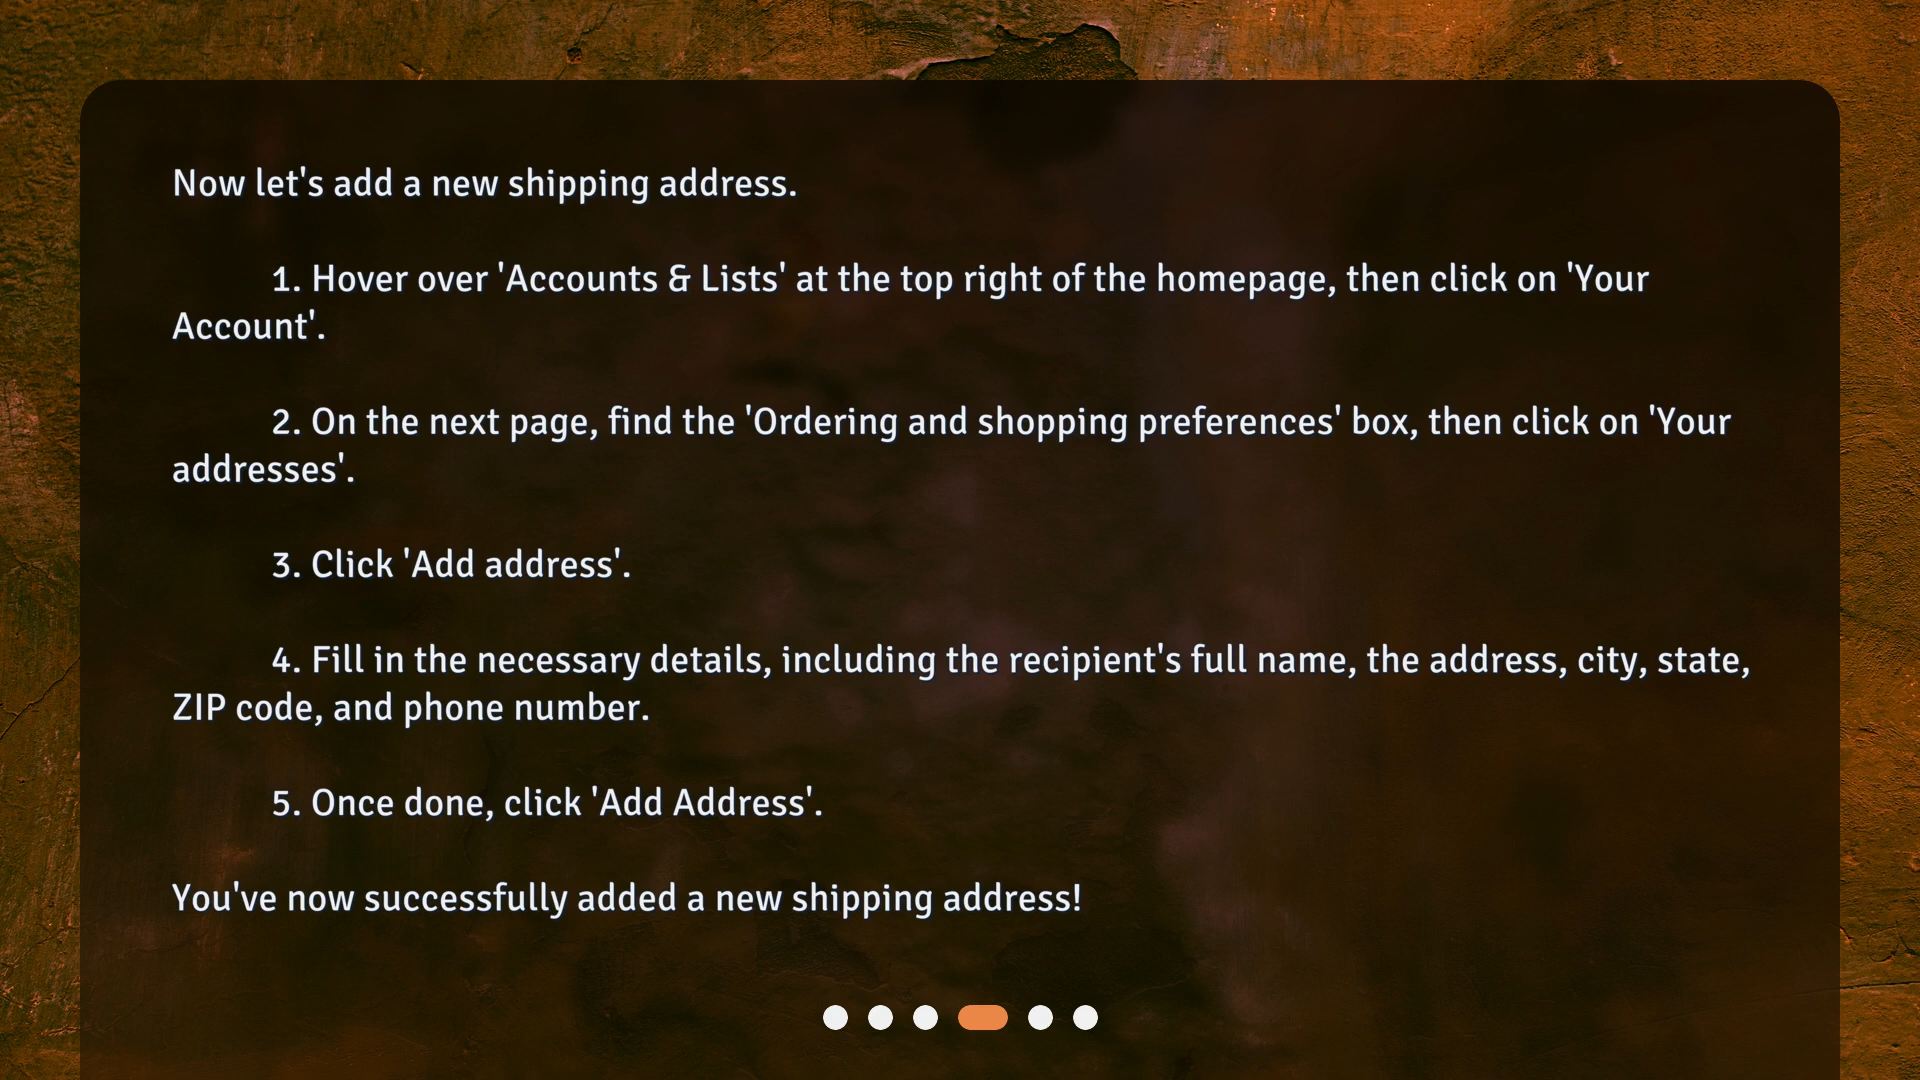 Now let's add a new shipping address.
1. Hover over 'Accounts & Lists' at the top right of the homepage, then click on 'Your
Account'.
2. On the next page, find the 'Ordering and shopping preferences' box, then click on 'Your
addresses'.
3. Click 'Add address'.
4. Fill in the necessary details, including the recipient's full name, the address, city, state,
ZIP code, and phone number.
5. Once done, click 'Add Address'.
You've now successfully added a new shipping address!